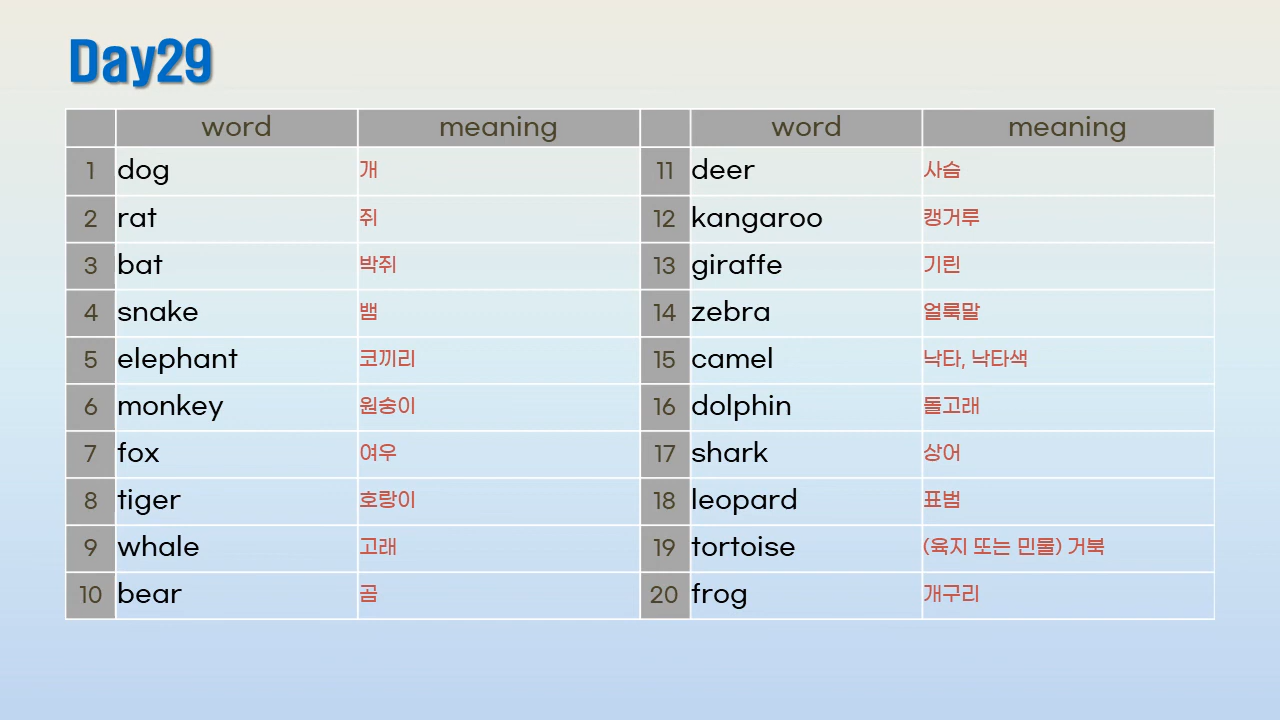 Day29
word meaning word meaning
1 dog 개 11 deer 사슴
2 rat 쥐 12 kangaroo 캥거루
3 bat 박쥐 13 giraffe 기린
4 snake 뱀 14 zebra 얼룩말
5 elephant 코끼리 15 camel 낙타, 낙타색
6 monkey 원숭이 16 dolphin 돌고래
7 fox 여우 17 shark 상어
8 tiger 호랑이 18 leopard 표범
9 whale 고래 19 tortoise (육지 또는 민물) 거북
10 bear 곰 20 frog 개구리